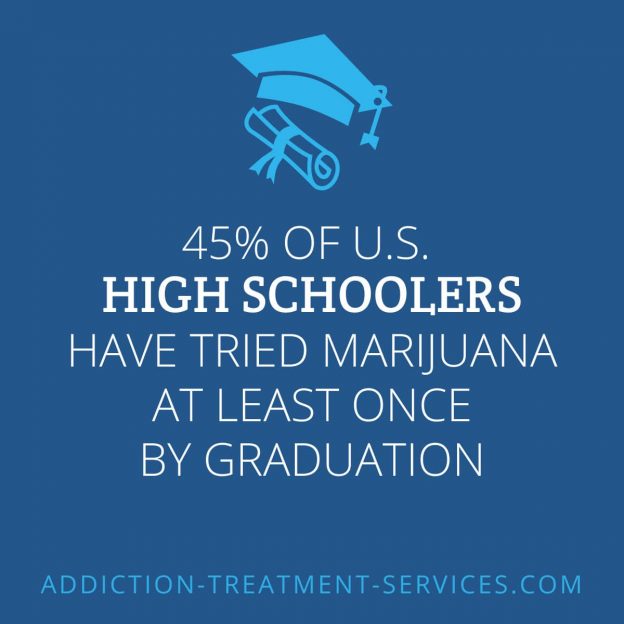 45% OF U.S.
HIGH SCHOOLERS
HAVE TRIED MARIJUANA
AT LEAST ONCE
BY GRADUATION
ADDICTION-TREATMENT-SERVICES.COM